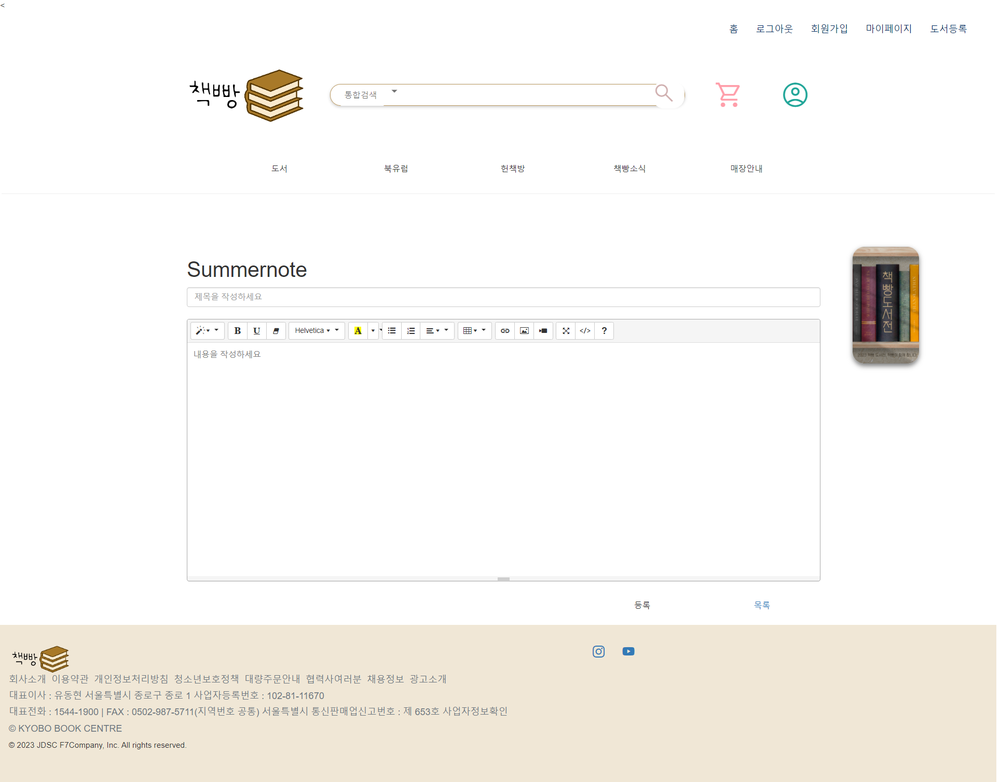 <
홈 로그아웃 회원가입 마이페이지 도서등록
책빵
통합검색
도서 북유럽 헌책방 책빵소식 매장안내
Summernote
제목을 작성하세요
B U Helvetica A </> ?
내용을 작성하세요
책빵도서전
등록 목록
책빵
회사소개 이용약관 개인정보처리방침 청소년보호정책 대량주문안내 협력사여러분 채용정보 광고소개
대표이사 : 유동현 서울특별시 종로구 종로 1 사업자등록번호 : 102-81-11670
대표전화 : 1544-1900 | FAX : 0502-987-5711(지역번호 공통) 서울특별시 통신판매업신고번호 : 제 653호 사업자정보확인
© KYOBO BOOK CENTRE
© 2023 JDSC F7Company, Inc. All rights reserved.